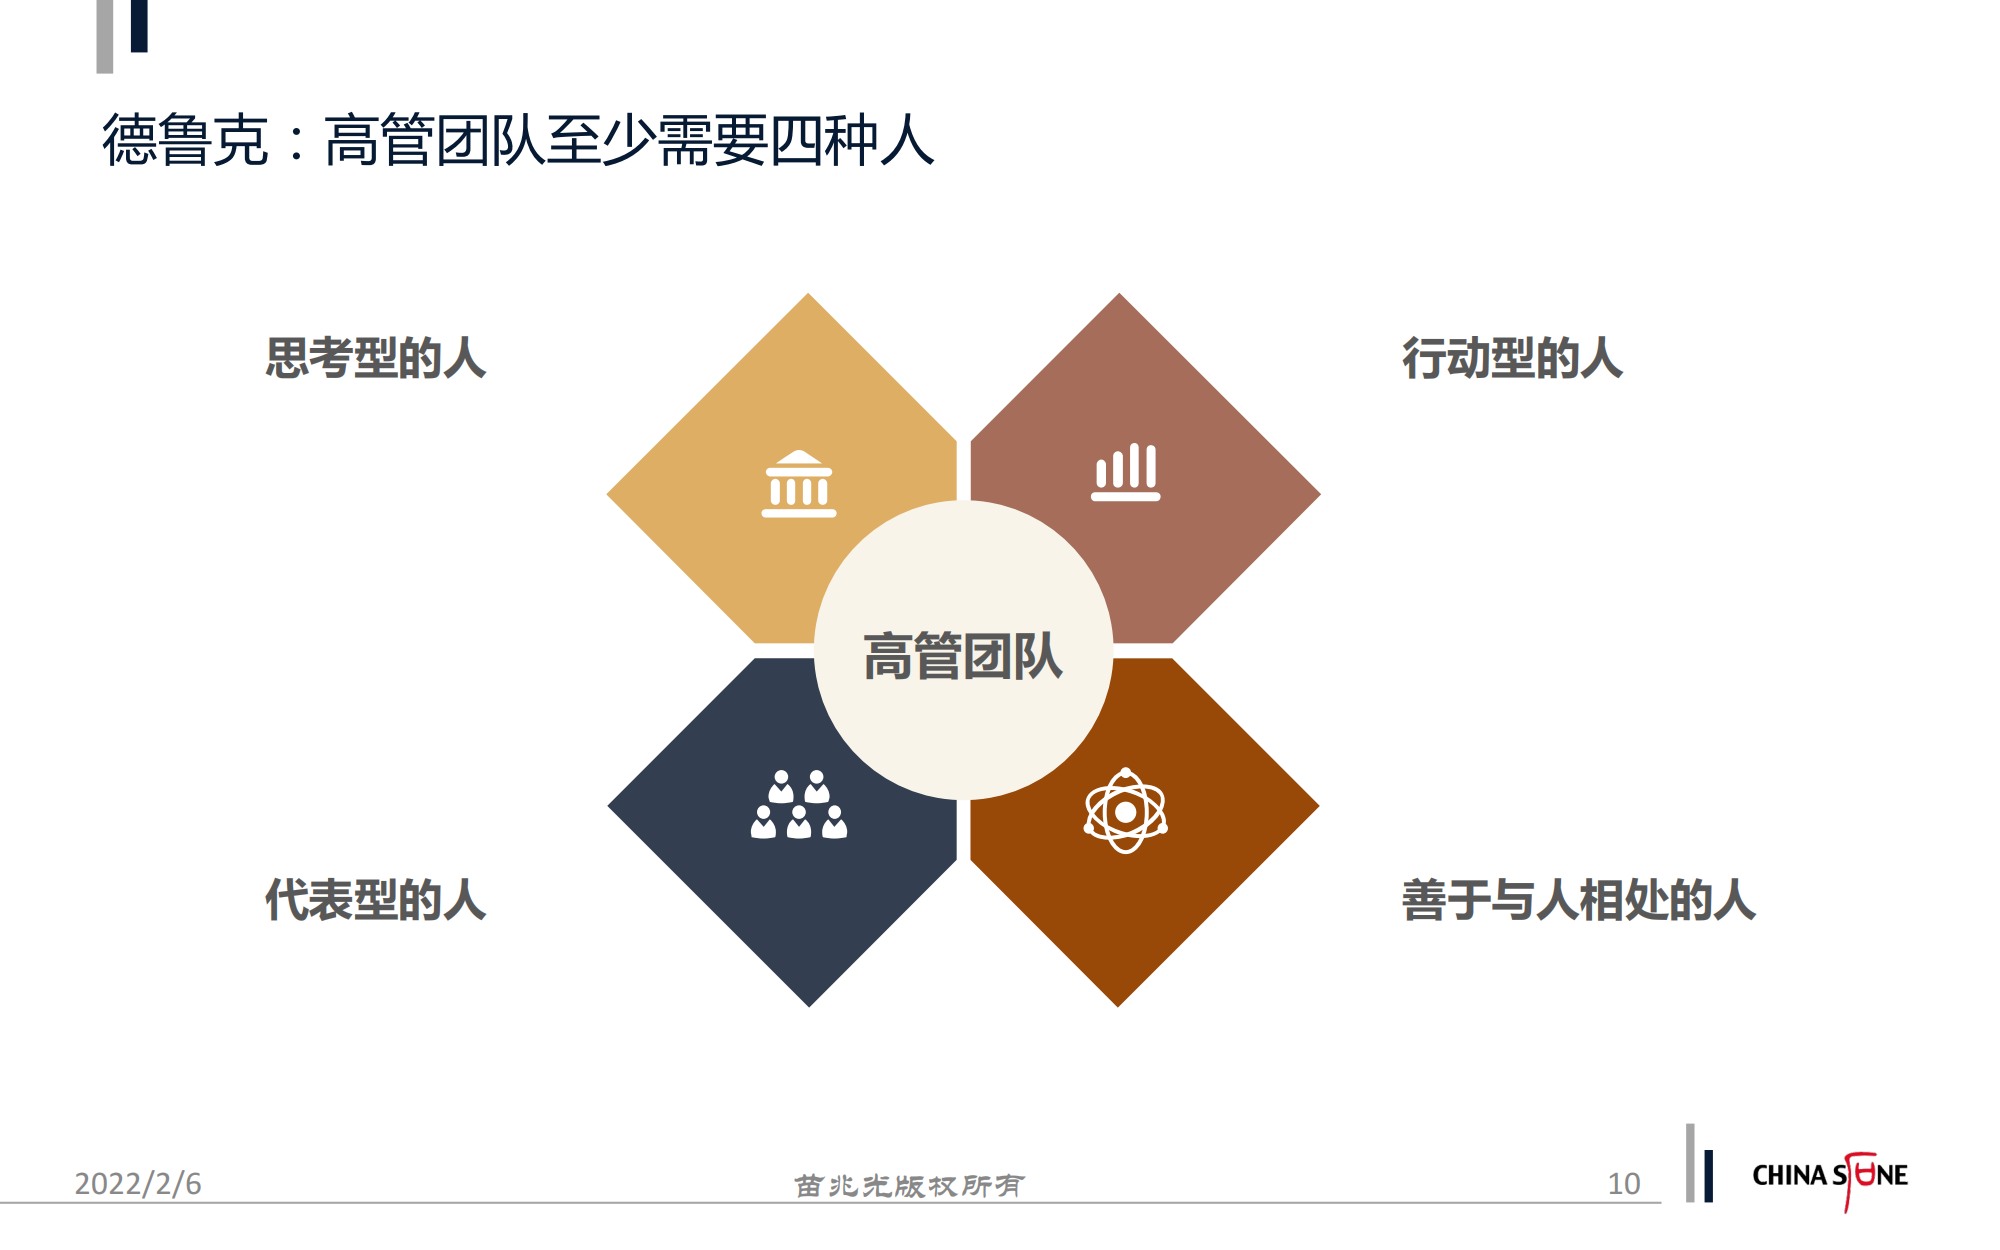 德鲁克：高管团队至少需要四种人
思考型的人
行动型的人
高管团队
代表型的人
善于与人相处的人
2022/2/6
苗兆光版权所有
10
CHINA STONE